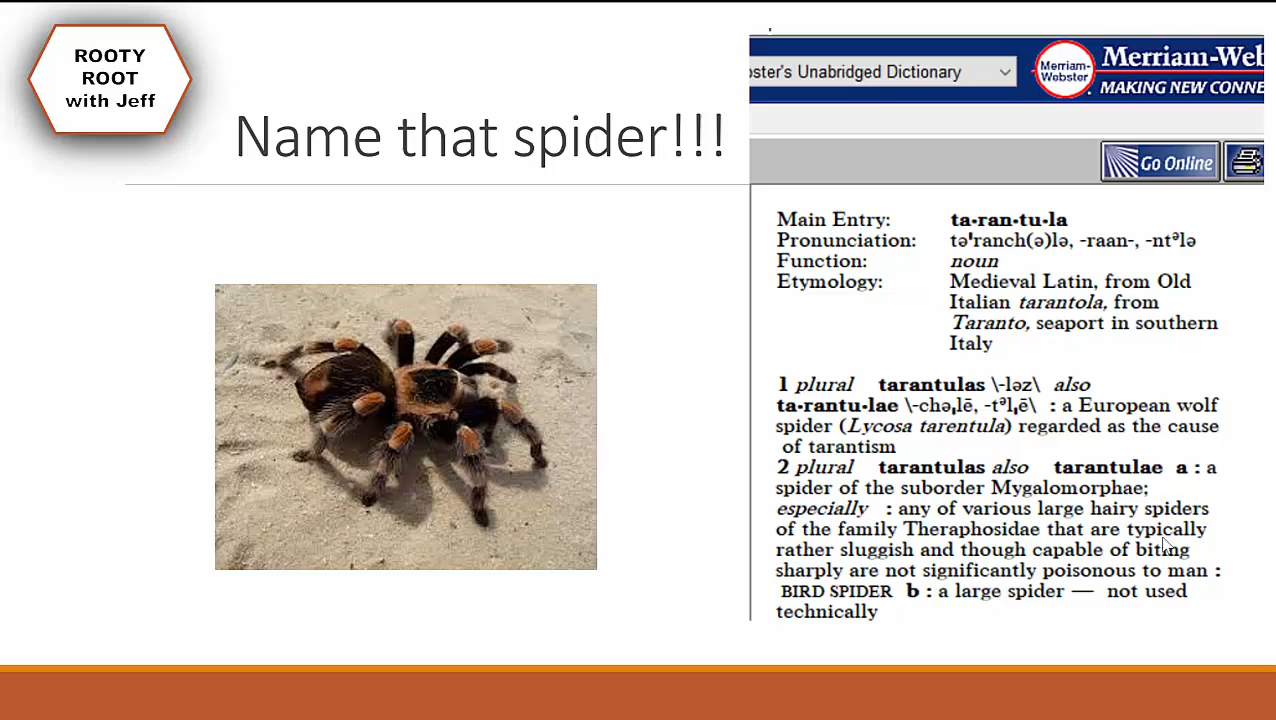 ROOTY
ROOT
with Jeff
Name that spider!!!
ster's Unabridged Dictionary
Merriam-
Webster
Merriam-Web
MAKING NEW CONNE
Go Online
Main Entry: ta·ran·tu·la
Pronunciation: tə'ranch(ə)lə, -raan-, -ntᵊlə
Function: noun
Etymology: Medieval Latin, from Old
Italian tarantola, from
Taranto, seaport in southern
Italy
1 plural tarantulas \-ləz\ also
ta·rantu·lae \-chəˌlē, -tᵊlˌē\ : a European wolf
spider (Lycosa tarentula) regarded as the cause
of tarantism
2 plural tarantulas also tarantulae a : a
spider of the suborder Mygalomorphae;
especially : any of various large hairy spiders
of the family Theraphosidae that are typically
rather sluggish and though capable of biting
sharply are not significantly poisonous to man :
BIRD SPIDER b : a large spider — not used
technically